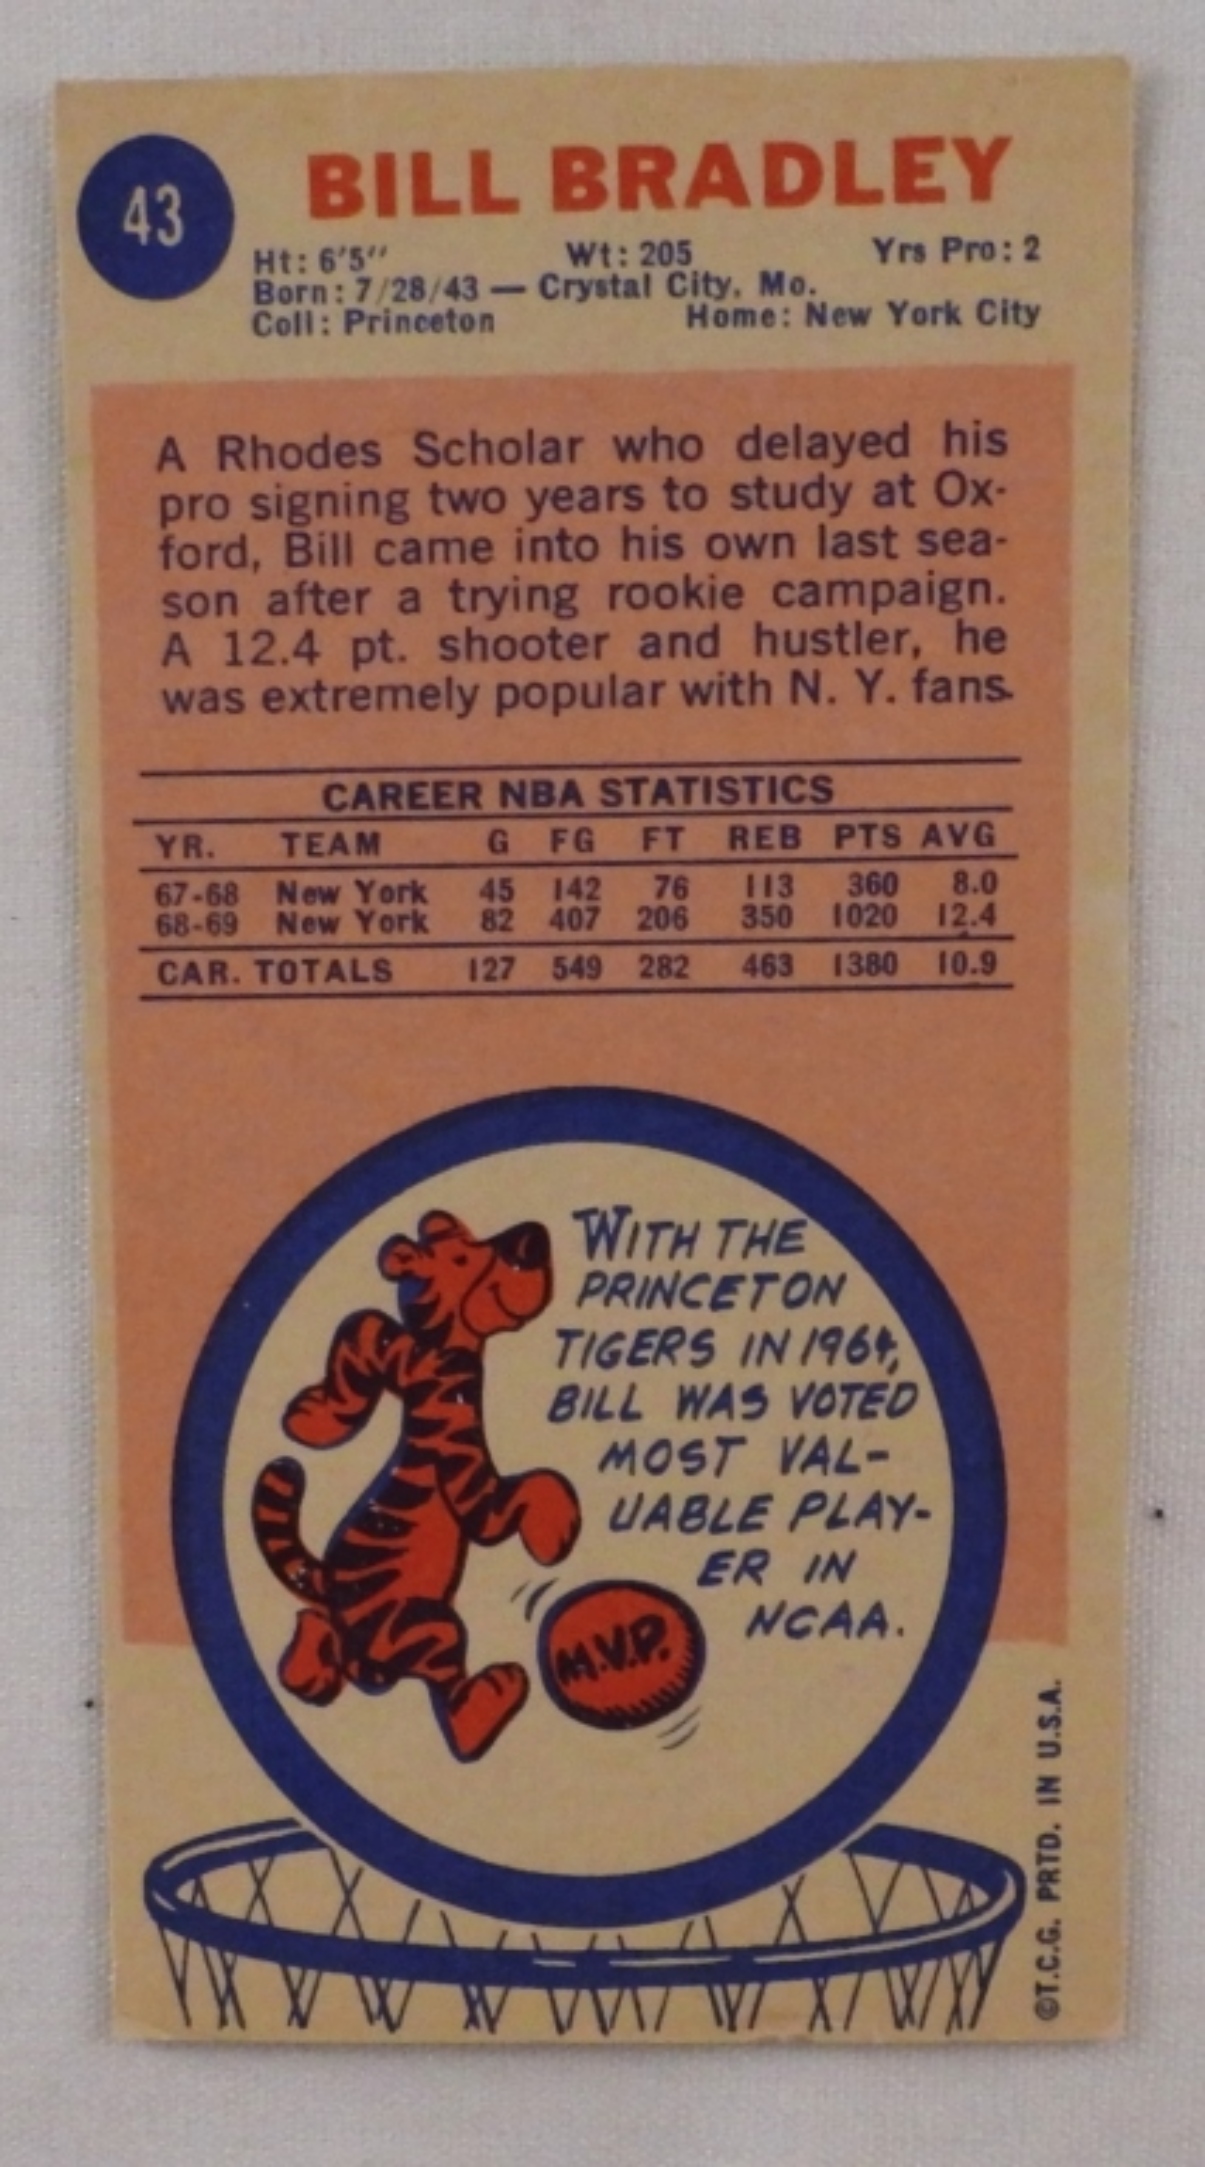 43
BILL BRADLEY
Ht: 6'5" Wt: 205 Yrs Pro: 2
Born: 7/28/43 — Crystal City, Mo.
Coll: Princeton Home: New York City
A Rhodes Scholar who delayed his
pro signing two years to study at Ox-
ford, Bill came into his own last sea-
son after a trying rookie campaign.
A 12.4 pt. shooter and hustler, he
was extremely popular with N. Y. fans.
CAREER NBA STATISTICS
YR. TEAM G FG FT REB PTS AVG
67-68 New York 45 142 76 113 360 8.0
68-69 New York 82 407 206 350 1020 12.4
CAR. TOTALS 127 549 282 463 1380 10.9
WITH THE
PRINCETON
TIGERS IN 1964,
BILL WAS VOTED
MOST VAL-
UABLE PLAY-
ER IN
NCAA.
M.V.P.
©T.C.G. PRTD. IN U.S.A.